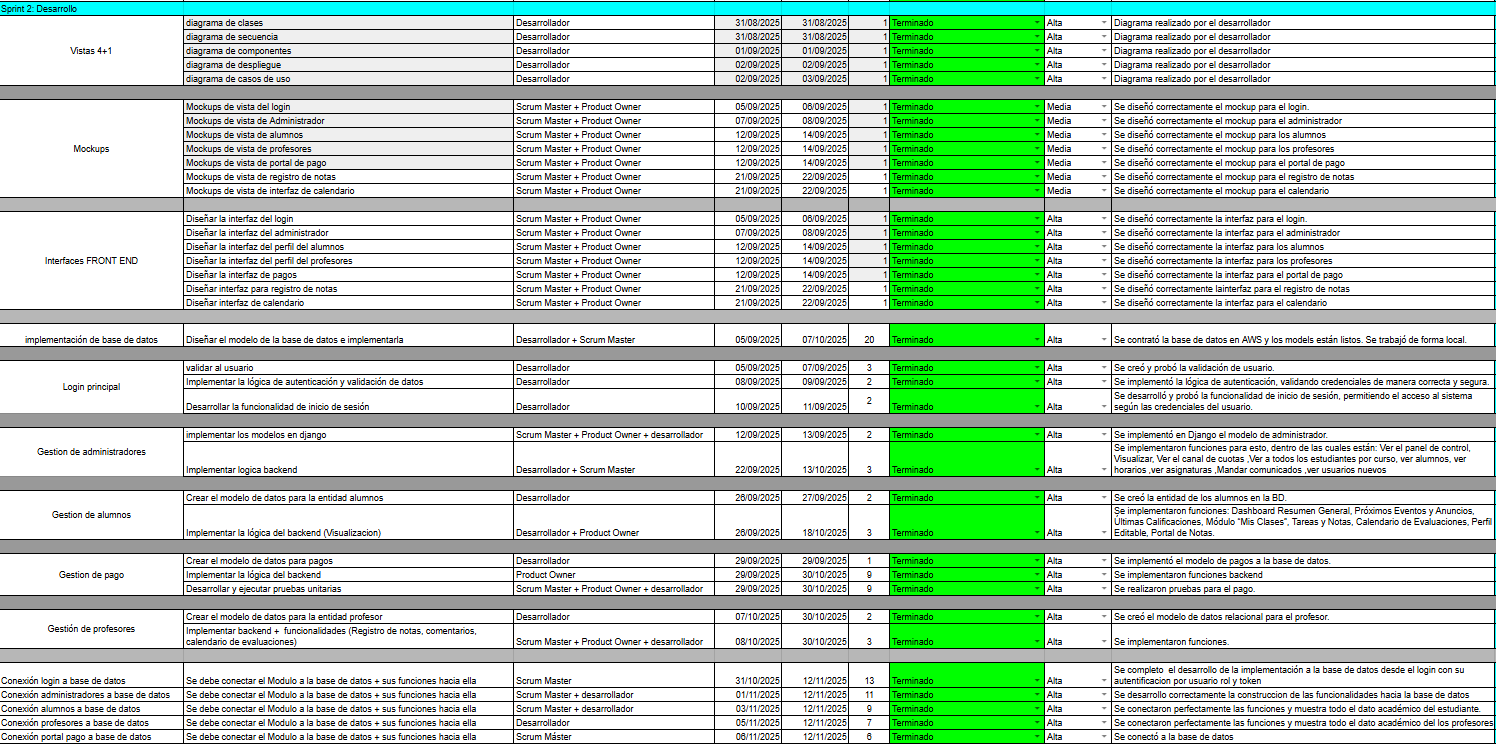 Sprint 2: Desarrollo
Vistas 4+1
diagrama de clases Desarrollador 31/08/2025 31/08/2025 1 Terminado Alta Diagrama realizado por el desarrollador
diagrama de secuencia Desarrollador 31/08/2025 31/08/2025 1 Terminado Alta Diagrama realizado por el desarrollador
diagrama de componentes Desarrollador 01/09/2025 01/09/2025 1 Terminado Alta Diagrama realizado por el desarrollador
diagrama de despliegue Desarrollador 02/09/2025 02/09/2025 1 Terminado Alta Diagrama realizado por el desarrollador
diagrama de casos de uso Desarrollador 02/09/2025 03/09/2025 1 Terminado Alta Diagrama realizado por el desarrollador
Mockups
Mockups de vista del login Scrum Master + Product Owner 05/09/2025 06/09/2025 1 Terminado Media Se diseñó correctamente el mockup para el login.
Mockups de vista de Administrador Scrum Master + Product Owner 07/09/2025 08/09/2025 1 Terminado Media Se diseñó correctamente el mockup para el administrador
Mockups de vista de alumnos Scrum Master + Product Owner 12/09/2025 14/09/2025 1 Terminado Media Se diseñó correctamente el mockup para los alumnos
Mockups de vista de profesores Scrum Master + Product Owner 12/09/2025 14/09/2025 1 Terminado Media Se diseñó correctamente el mockup para los profesores
Mockups de vista de portal de pago Scrum Master + Product Owner 12/09/2025 14/09/2025 1 Terminado Media Se diseñó correctamente el mockup para el portal de pago
Mockups de vista de registro de notas Scrum Master + Product Owner 21/09/2025 22/09/2025 1 Terminado Media Se diseñó correctamente el mockup para el registro de notas
Mockups de vista de interfaz de calendario Scrum Master + Product Owner 21/09/2025 22/09/2025 1 Terminado Media Se diseñó correctamente el mockup para el calendario
Interfaces FRONT END
Diseñar la interfaz del login Scrum Master + Product Owner 05/09/2025 06/09/2025 1 Terminado Alta Se diseñó correctamente la interfaz para el login.
Diseñar la interfaz del administrador Scrum Master + Product Owner 07/09/2025 08/09/2025 1 Terminado Alta Se diseñó correctamente la interfaz para el administrador
Diseñar la interfaz del perfil del alumnos Scrum Master + Product Owner 12/09/2025 14/09/2025 1 Terminado Alta Se diseñó correctamente la interfaz para los alumnos
Diseñar la interfaz del perfil del profesores Scrum Master + Product Owner 12/09/2025 14/09/2025 1 Terminado Alta Se diseñó correctamente la interfaz para los profesores
Diseñar la interfaz de pagos Scrum Master + Product Owner 12/09/2025 14/09/2025 1 Terminado Alta Se diseñó correctamente la interfaz para el portal de pago
Diseñar interfaz para registro de notas Scrum Master + Product Owner 21/09/2025 22/09/2025 1 Terminado Alta Se diseñó correctamente lainterfaz para el registro de notas
Diseñar interfaz de calendario Scrum Master + Product Owner 21/09/2025 22/09/2025 1 Terminado Alta Se diseñó correctamente la interfaz para el calendario
implementación de base de datos Diseñar el modelo de la base de datos e implementarla Desarrollador + Scrum Master 05/09/2025 07/10/2025 20 Terminado Alta Se contrató la base de datos en AWS y los models están listos. Se trabajó de forma local.
Login principal
validar al usuario Desarrollador 05/09/2025 07/09/2025 3 Terminado Alta Se creó y probó la validación de usuario.
Implementar la lógica de autenticación y validación de datos Desarrollador 08/09/2025 09/09/2025 2 Terminado Alta Se implementó la lógica de autenticación, validando credenciales de manera correcta y segura.
Desarrollar la funcionalidad de inicio de sesión Desarrollador 10/09/2025 11/09/2025 2 Terminado Alta Se desarrolló y probó la funcionalidad de inicio de sesión, permitiendo el acceso al sistema
según las credenciales del usuario.
Gestion de administradores
implementar los modelos en django Scrum Master + Product Owner + desarrollador 12/09/2025 13/09/2025 2 Terminado Alta Se implementó en Django el modelo de administrador.
Implementar logica backend Desarrollador + Scrum Master 22/09/2025 13/10/2025 3 Terminado Alta Se implementaron funciones para esto, dentro de las cuales están: Ver el panel de control,
Visualizar, Ver el canal de cuotas ,Ver a todos los estudiantes por curso, ver alumnos, ver
horarios ,ver asignaturas ,Mandar comunicados ,ver usuarios nuevos
Gestion de alumnos
Crear el modelo de datos para la entidad alumnos Desarrollador 26/09/2025 27/09/2025 2 Terminado Alta Se creó la entidad de los alumnos en la BD.
Implementar la lógica del backend (Visualizacion) Desarrollador + Product Owner 26/09/2025 18/10/2025 3 Terminado Alta Se implementaron funciones: Dashboard Resumen General, Próximos Eventos y Anuncios,
Últimas Calificaciones, Módulo “Mis Clases”, Tareas y Notas, Calendario de Evaluaciones, Perfil
Editable, Portal de Notas.
Gestion de pago
Crear el modelo de datos para pagos Desarrollador 29/09/2025 29/09/2025 1 Terminado Alta Se implementó el modelo de pagos a la base de datos.
Implementar la lógica del backend Product Owner 29/09/2025 30/10/2025 9 Terminado Alta Se implementaron funciones backend
Desarrollar y ejecutar pruebas unitarias Scrum Master + Product Owner + desarrollador 29/09/2025 30/10/2025 9 Terminado Alta Se realizaron pruebas para el pago.
Gestión de profesores
Crear el modelo de datos para la entidad profesor Desarrollador 07/10/2025 30/10/2025 2 Terminado Alta Se creó el modelo de datos relacional para el profesor.
Implementar backend + funcionalidades (Registro de notas, comentarios,
calendario de evaluaciones) Scrum Master + Product Owner + desarrollador 08/10/2025 30/10/2025 3 Terminado Alta Se implementaron funciones.
Conexión login a base de datos Se debe conectar el Modulo a la base de datos + sus funciones hacia ella Scrum Master 31/10/2025 12/11/2025 13 Terminado Alta Se completo el desarrollo de la implementación a la base de datos desde el login con su
autentificacion por usuario rol y token
Conexión administradores a base de datos Se debe conectar el Modulo a la base de datos + sus funciones hacia ella Scrum Master + desarrollador 01/11/2025 12/11/2025 11 Terminado Alta Se desarrollo correctamente la construccion de las funcionalidades hacia la base de datos
Conexión alumnos a base de datos Se debe conectar el Modulo a la base de datos + sus funciones hacia ella Scrum Master + desarrollador 03/11/2025 12/11/2025 9 Terminado Alta Se conectaron perfectamente las funciones y muestra todo el dato académico del estudiante.
Conexión profesores a base de datos Se debe conectar el Modulo a la base de datos + sus funciones hacia ella Desarrollador 05/11/2025 12/11/2025 7 Terminado Alta Se conectaron perfectamente las funciones y muestra todo el dato académico del los profesores
Conexión portal pago a base de datos Se debe conectar el Modulo a la base de datos + sus funciones hacia ella Scrum Máster 06/11/2025 12/11/2025 6 Terminado Alta Se conectó a la base de datos